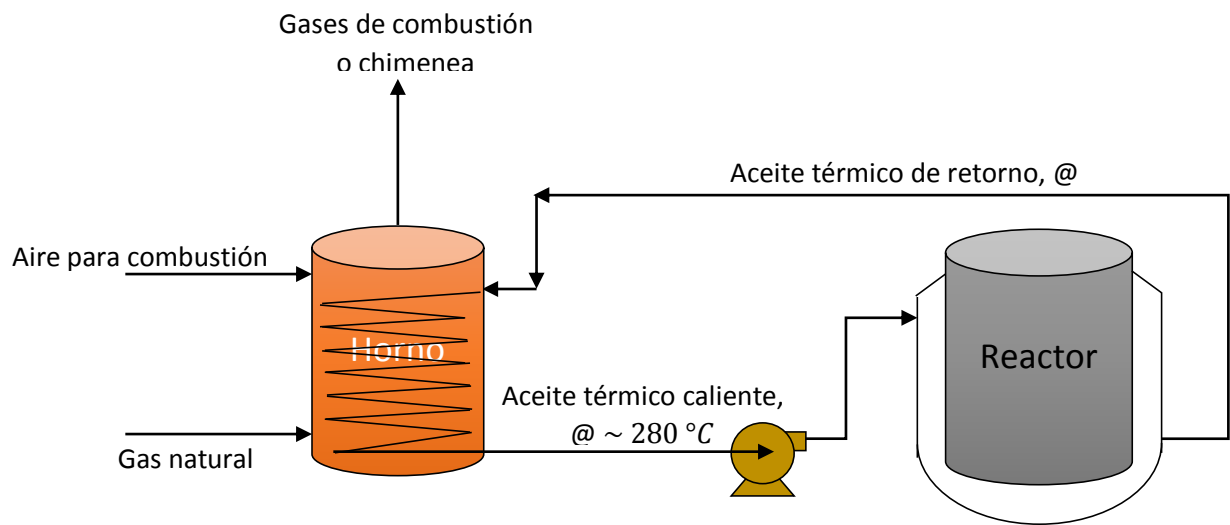 Gases de combustión
o chimenea
Aceite térmico de retorno, @
Aire para combustión
Horno
Reactor
Aceite térmico caliente,
@ ~ 280 °C
Gas natural